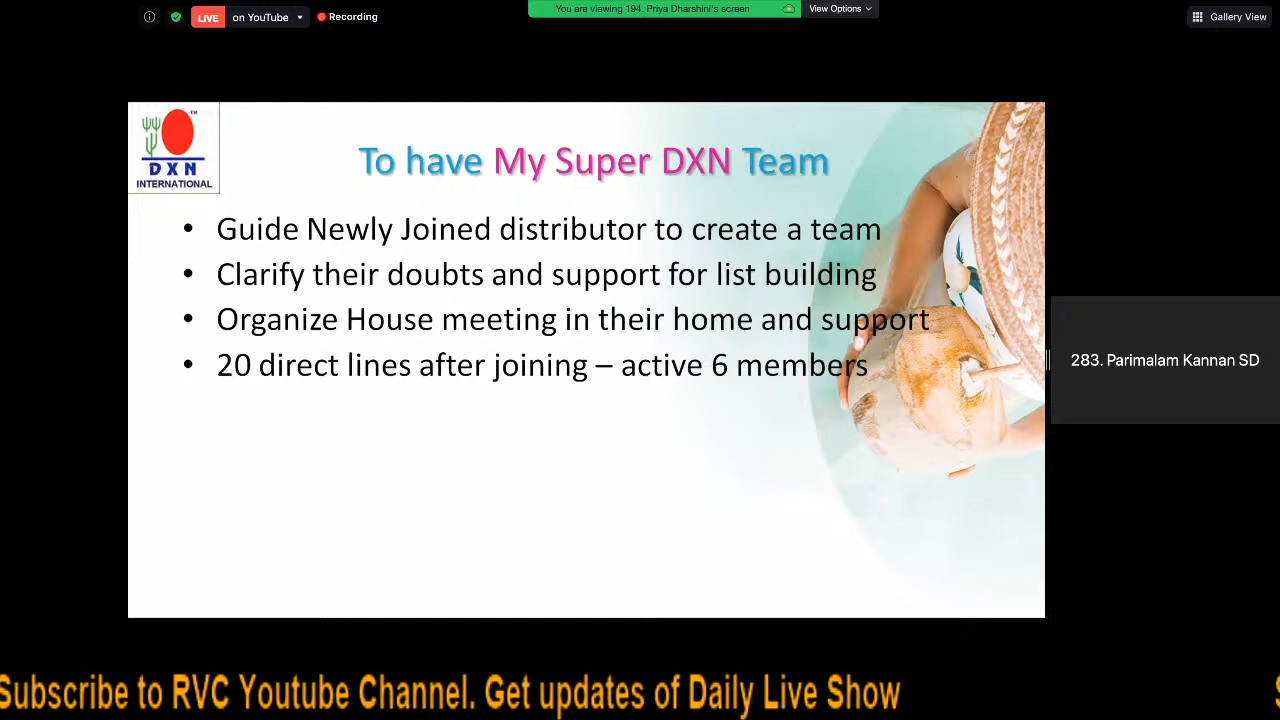 LIVE on YouTube Recording
You are viewing 194. Priya Dharshini's screen View Options
Gallery View
TM
DXN
INTERNATIONAL
To have My Super DXN Team
• Guide Newly Joined distributor to create a team
• Clarify their doubts and support for list building
• Organize House meeting in their home and support
• 20 direct lines after joining – active 6 members
283. Parimalam Kannan SD
Subscribe to RVC Youtube Channel. Get updates of Daily Live Show